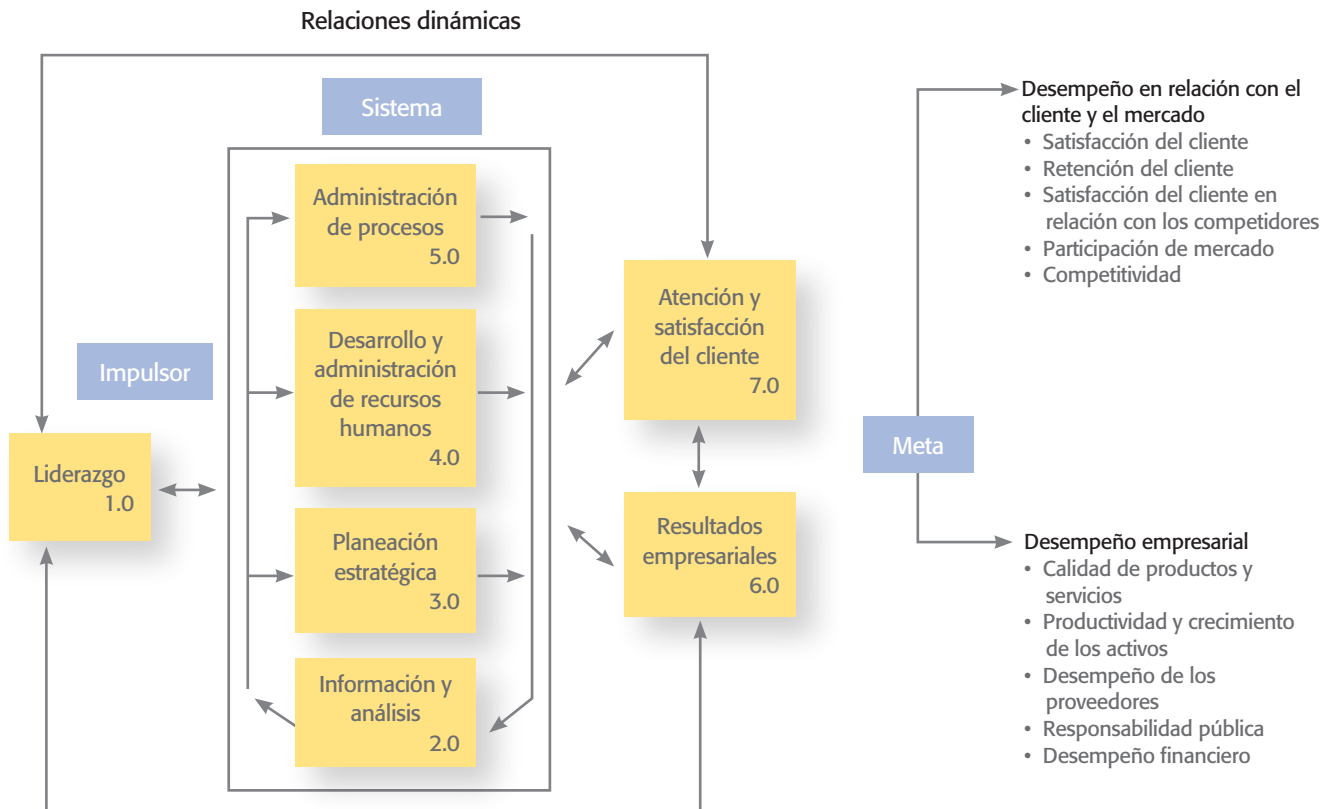 Relaciones dinámicas
Sistema
Administración
de procesos
5.0
Desarrollo y
administración
de recursos
humanos
4.0
Planeación
estratégica
3.0
Información y
análisis
2.0
Impulsor
Liderazgo
1.0
Atención y
satisfacción
del cliente
7.0
Resultados
empresariales
6.0
Meta
Desempeño en relación con el
cliente y el mercado
• Satisfacción del cliente
• Retención del cliente
• Satisfacción del cliente en
relación con los competidores
• Participación de mercado
• Competitividad
Desempeño empresarial
• Calidad de productos y
servicios
• Productividad y crecimiento
de los activos
• Desempeño de los
proveedores
• Responsabilidad pública
• Desempeño financiero